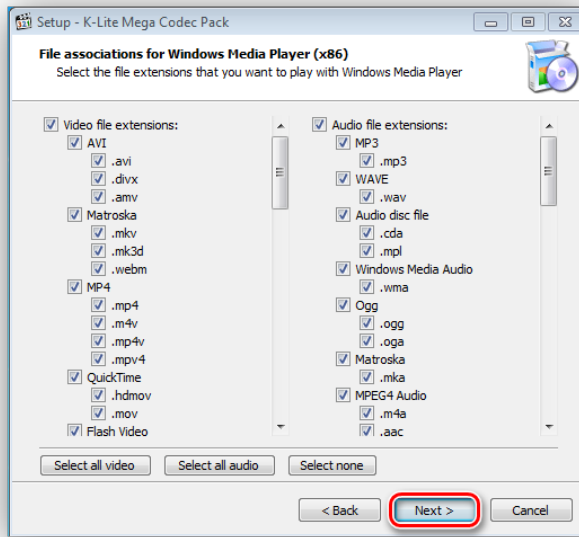 Setup - K-Lite Mega Codec Pack
File associations for Windows Media Player (x86)
Select the file extensions that you want to play with Windows Media Player
Video file extensions:
AVI
.avi
.divx
.amv
Matroska
.mkv
.mk3d
.webm
MP4
.mp4
.m4v
.mp4v
.mpv4
QuickTime
.hdmov
.mov
Flash Video
Audio file extensions:
MP3
.mp3
WAVE
.wav
Audio disc file
.cda
.mpl
Windows Media Audio
.wma
Ogg
.ogg
.oga
Matroska
.mka
MPEG4 Audio
.m4a
.aac
Select all video
Select all audio
Select none
< Back
Next >
Cancel